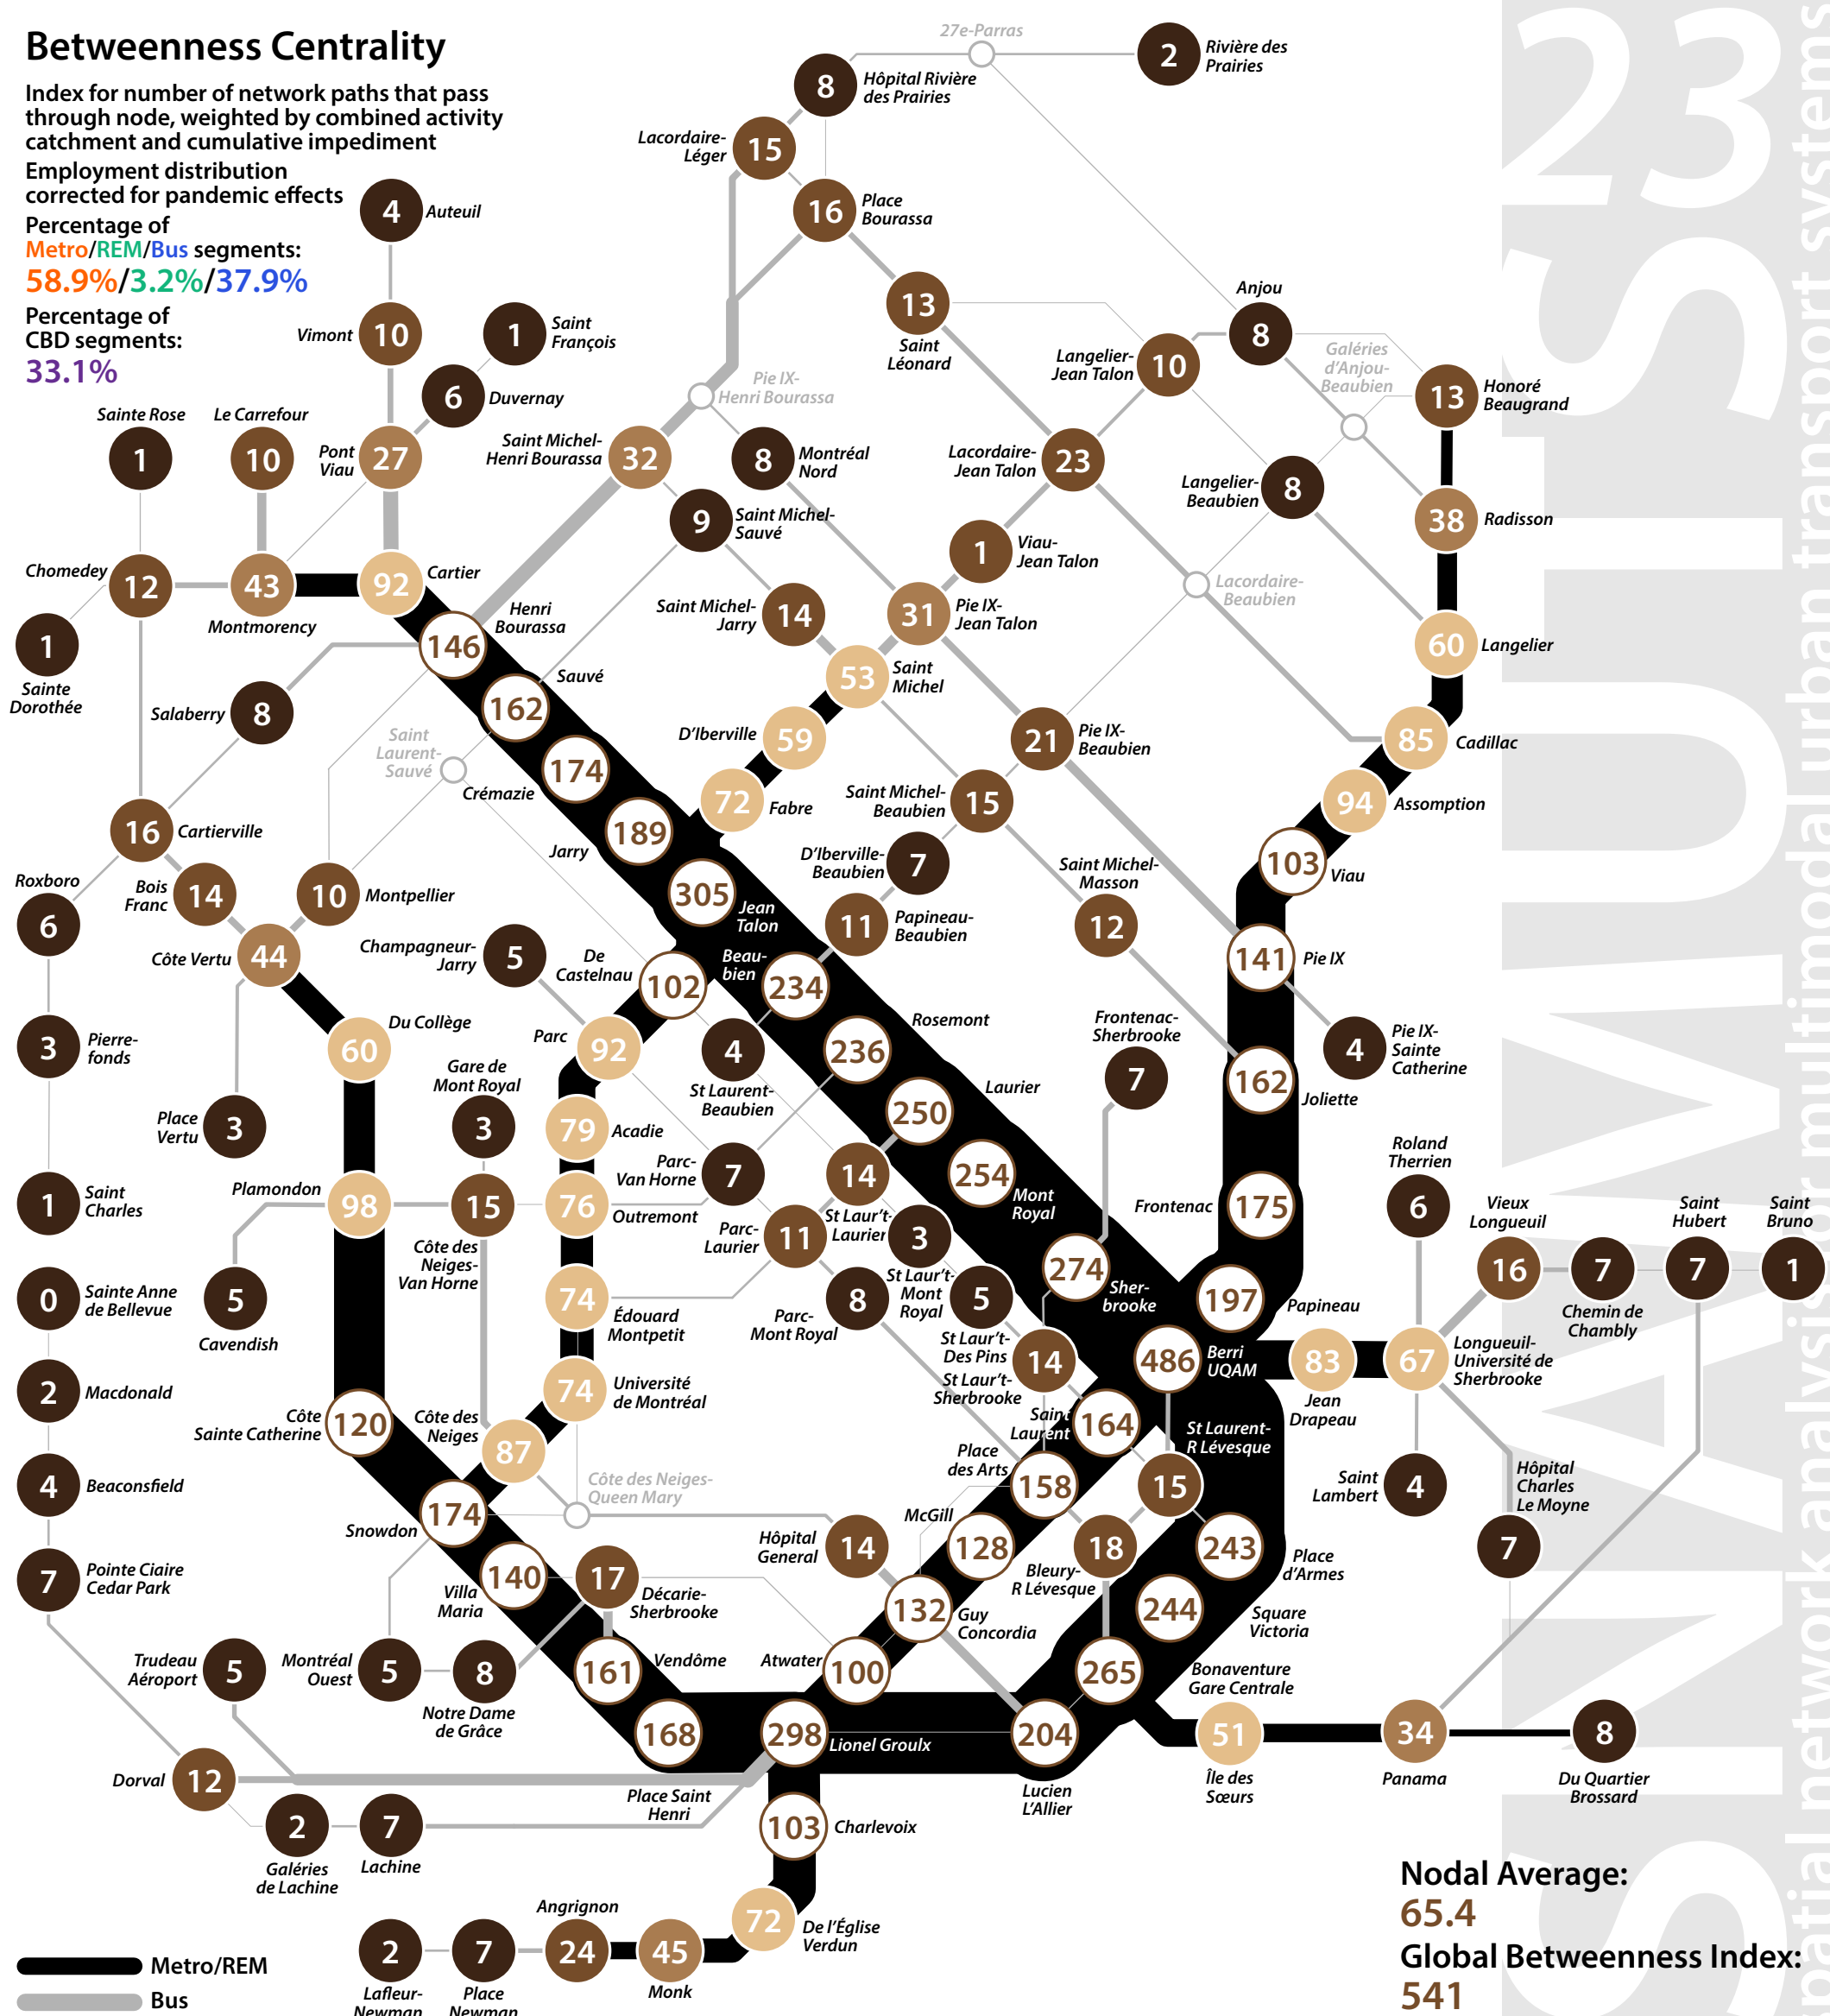 Betweenness Centrality
Index for number of network paths that pass
through node, weighted by combined activity
catchment and cumulative impediment
Employment distribution
corrected for pandemic effects
Percentage of
Metro/REM/Bus segments:
58.9%/3.2%/37.9%
Percentage of
CBD segments:
33.1%
23
27e-Parras
2
Rivière des
Prairies
8
Hôpital Rivière
des Prairies
Lacordaire-
Léger
15
16
Place
Bourassa
4
Auteuil
13
Saint
Léonard
Anjou
8
Vimont
10
1
Saint
François
Langelier-
Jean Talon
10
Galéries
d'Anjou-
Beaubien
13
Honoré
Beaugrand
6
Duvernay
Pie IX-
Henri Bourassa
Sainte Rose
1
Le Carrefour
10
Pont
Viau
27
Saint Michel-
Henri Bourassa
32
8
Montréal
Nord
Lacordaire-
Jean Talon
23
Langelier-
Beaubien
8
9
Saint Michel-
Sauvé
38
Radisson
1
Viau-
Jean Talon
Chomedey
12
43
Montmorency
92
Cartier
Lacordaire-
Beaubien
Saint Michel-
Jarry
14
31
Pie IX-
Jean Talon
1
Sainte
Dorothée
Henri
Bourassa
146
60
Langelier
53
Saint
Michel
Salaberry
8
Sauvé
162
D'Iberville
59
21
Pie IX-
Beaubien
85
Cadillac
Saint
Laurent-
Sauvé
Crémazie
174
72
Fabre
Saint Michel-
Beaubien
15
94
Assomption
16
Cartierville
Jarry
189
D'Iberville-
Beaubien
7
103
Viau
Roxboro
6
Bois
Franc
14
10
Montpellier
305
Jean
Talon
11
Papineau-
Beaubien
Saint Michel-
Masson
12
Côte Vertu
44
Champagneur-
Jarry
5
De
Castelnau
102
Beau-
bien
234
141
Pie IX
3
Pierre-
fonds
60
Du Collège
Parc
92
4
St Laurent-
Beaubien
236
Rosemont
Frontenac-
Sherbrooke
7
4
Pie IX-
Sainte
Catherine
162
Joliette
Place
Vertu
3
Gare de
Mont Royal
3
79
Acadie
250
Laurier
1
Saint
Charles
Plamondon
98
15
Côte des
Neiges-
Van Horne
76
Outremont
Parc-
Van Horne
7
14
St Laur't-
Laurier
254
Mont
Royal
Frontenac
175
Roland
Therrien
6
Parc-
Laurier
11
3
St Laur't-
Mont
Royal
274
Sher-
brooke
Vieux
Longueuil
16
7
Chemin de
Chambly
Saint
Hubert
7
Saint
Bruno
1
0
Sainte Anne
de Bellevue
5
Cavendish
74
Édouard
Montpetit
Parc-
Mont Royal
8
5
St Laur't-
Des Pins
197
Papineau
2
Macdonald
74
Université
de Montréal
14
St Laur't-
Sherbrooke
486
Berri
UQAM
83
Jean
Drapeau
67
Longueuil-
Université de
Sherbrooke
Côte
Sainte Catherine
120
Côte des
Neiges
87
Saint
Laurent
164
St Laurent-
R Lévesque
15
4
Beaconsfield
Snowdon
174
Côte des Neiges-
Queen Mary
Place
des Arts
158
Saint
Lambert
4
Hôpital
Charles
Le Moyne
7
7
Pointe Ciaire
Cedar Park
Villa
Maria
140
17
Décarie-
Sherbrooke
Hôpital
General
14
McGill
128
18
Bleury-
R Lévesque
243
Place
d'Armes
132
Guy
Concordia
244
Square
Victoria
Trudeau
Aéroport
5
Montréal
Ouest
5
8
Notre Dame
de Grâce
161
Vendôme
Atwater
100
265
Bonaventure
Gare Centrale
168
Place Saint
Henri
298
Lionel Groulx
204
Lucien
L'Allier
51
Île des
Sœurs
34
Panama
8
Du Quartier
Brossard
Dorval
12
2
Galéries
de Lachine
7
Lachine
103
Charlevoix
72
De l'Église
Verdun
2
Lafleur-
Newman
7
Place
Newman
Angrignon
24
45
Monk
Metro/REM
Bus
Nodal Average:
65.4
Global Betweenness Index:
541
SNAMUTS
spatial network analysis for multimodal urban transport systems